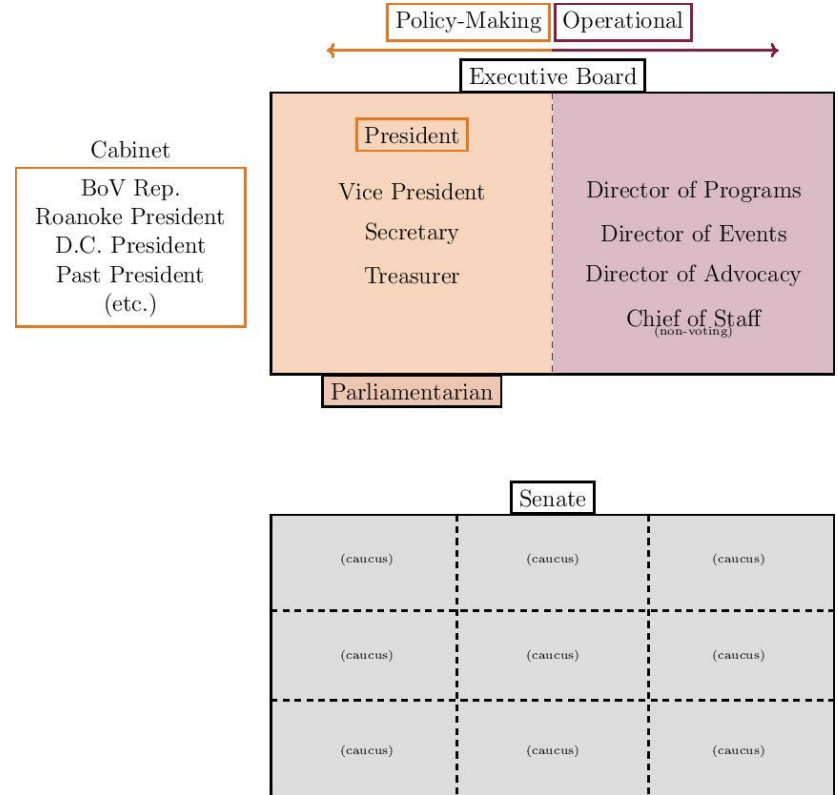 Policy-Making Operational
Executive Board
President
Cabinet
BoV Rep.
Roanoke President
D.C. President
Past President
(etc.)
Vice President
Secretary
Treasurer
Director of Programs
Director of Events
Director of Advocacy
Chief of Staff
(non-voting)
Parliamentarian
Senate
(caucus) (caucus) (caucus)
(caucus) (caucus) (caucus)
(caucus) (caucus) (caucus)